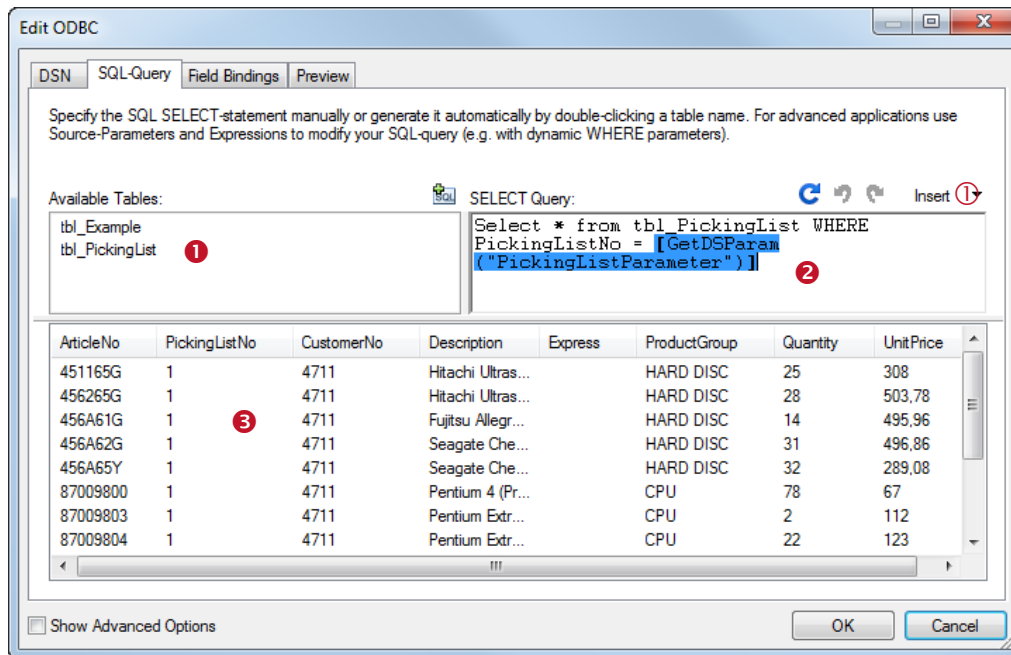 Edit ODBC
DSN SQL-Query Field Bindings Preview
Specify the SQL SELECT-statement manually or generate it automatically by double-clicking a table name. For advanced applications use
Source-Parameters and Expressions to modify your SQL-query (e.g. with dynamic WHERE parameters).
Available Tables: SQL SELECT Query: Insert 1
tbl_Example
tbl_PickingList
1
Select * from tbl_PickingList WHERE
PickingListNo = [GetDSParam
("PickingListParameter")]
2
ArticleNo PickingListNo CustomerNo Description Express ProductGroup Quantity UnitPrice
451165G 1 4711 Hitachi Ultras... HARD DISC 25 308
456265G 1 4711 Hitachi Ultras... HARD DISC 28 503,78
456A61G 1 3 4711 Fujitsu Allegr... HARD DISC 14 495,96
456A62G 1 4711 Seagate Che... HARD DISC 31 496,86
456A65Y 1 4711 Seagate Che... HARD DISC 32 289,08
87009800 1 4711 Pentium 4 (Pr... CPU 78 67
87009803 1 4711 Pentium Extr... CPU 2 112
87009804 1 4711 Pentium Extr... CPU 22 123
Show Advanced Options OK Cancel